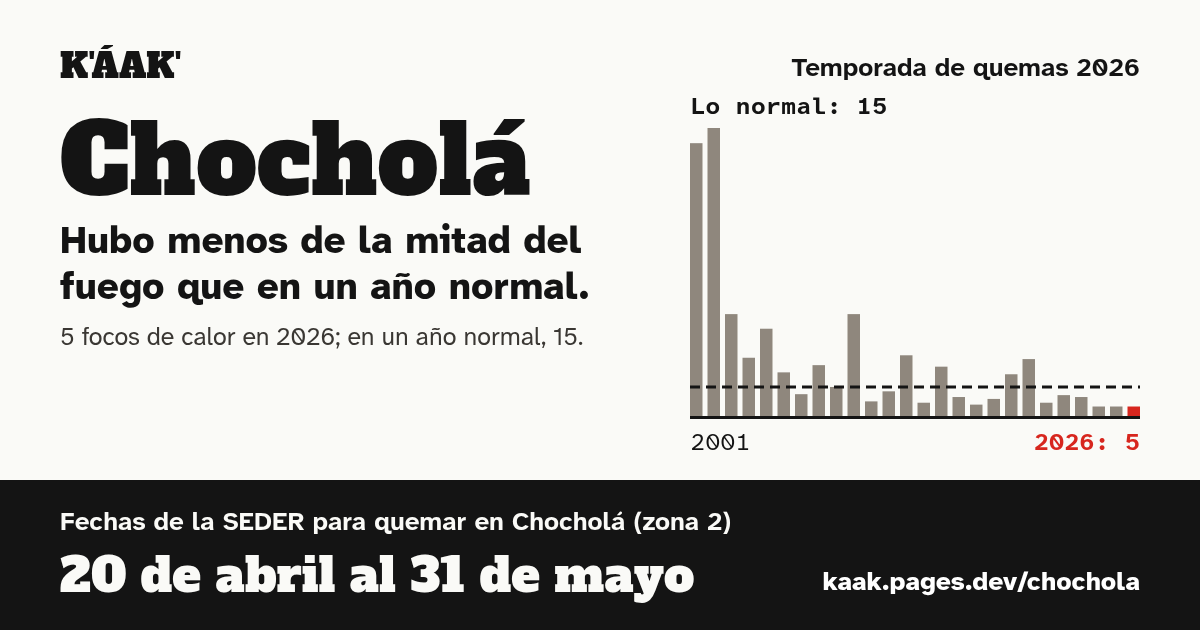 K'ÁAK'
Chocholá
Hubo menos de la mitad del
fuego que en un año normal.
5 focos de calor en 2026; en un año normal, 15.
Temporada de quemas 2026
Lo normal: 15
2001
2026: 5
Fechas de la SEDER para quemar en Chocholá (zona 2)
20 de abril al 31 de mayo
kaak.pages.dev/chochola